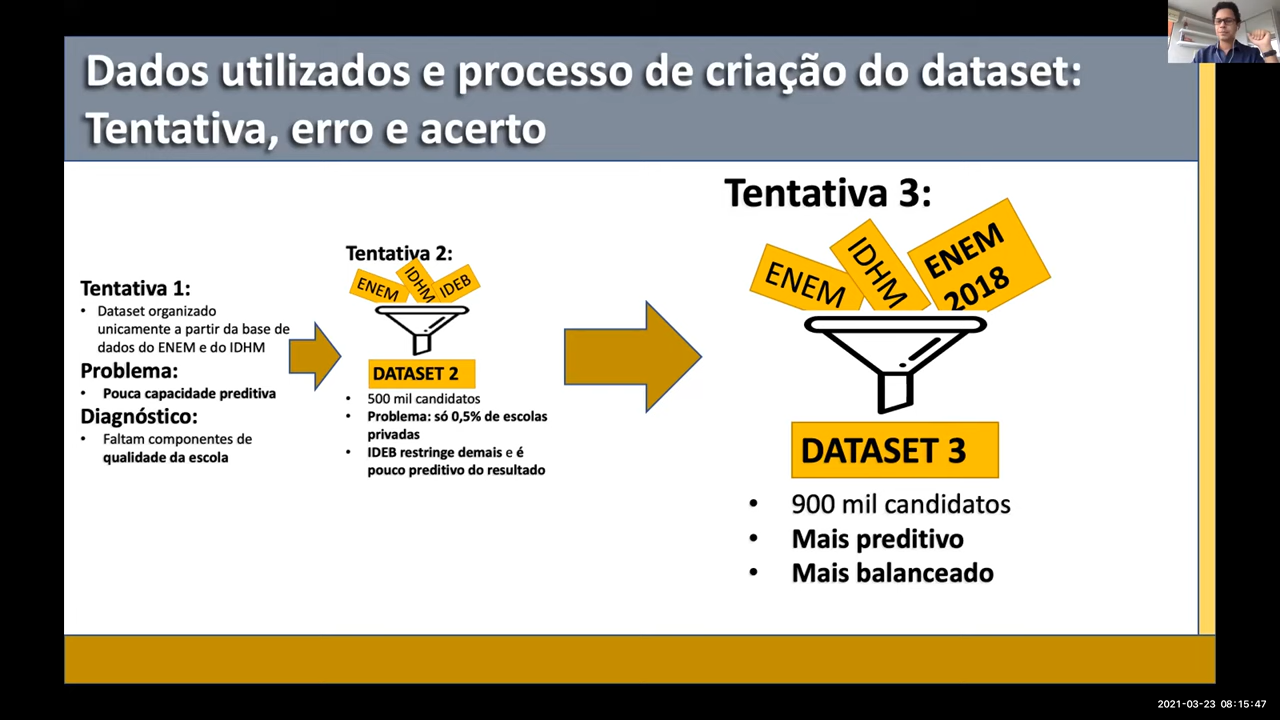 Dados utilizados e processo de criação do dataset:
Tentativa, erro e acerto
Tentativa 1:
• Dataset organizado
unicamente a partir da base de
dados do ENEM e do IDHM
Problema:
• Pouca capacidade preditiva
Diagnóstico:
• Faltam componentes de
qualidade da escola
Tentativa 2:
ENEM
IDHM
IDEB
DATASET 2
• 500 mil candidatos
• Problema: só 0,5% de escolas
privadas
• IDEB restringe demais e é
pouco preditivo do resultado
Tentativa 3:
ENEM
IDHM
ENEM
2018
DATASET 3
• 900 mil candidatos
• Mais preditivo
• Mais balanceado
2021-03-23 08:15:47